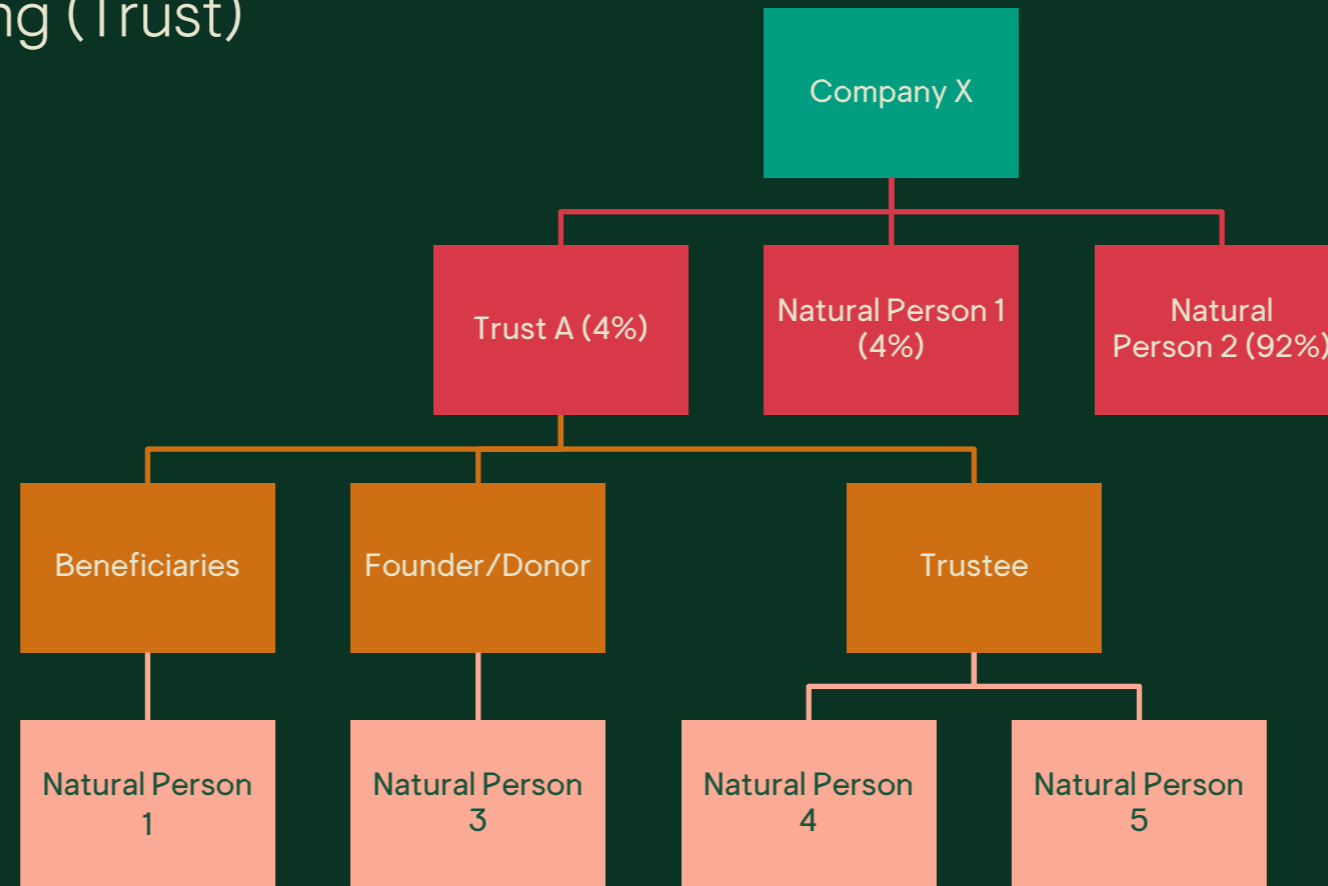 ng (Trust)
Company X
Trust A (4%)
Natural Person 1
(4%)
Natural
Person 2 (92%)
Beneficiaries
Founder/Donor
Trustee
Natural Person
1
Natural Person
3
Natural Person
4
Natural Person
5